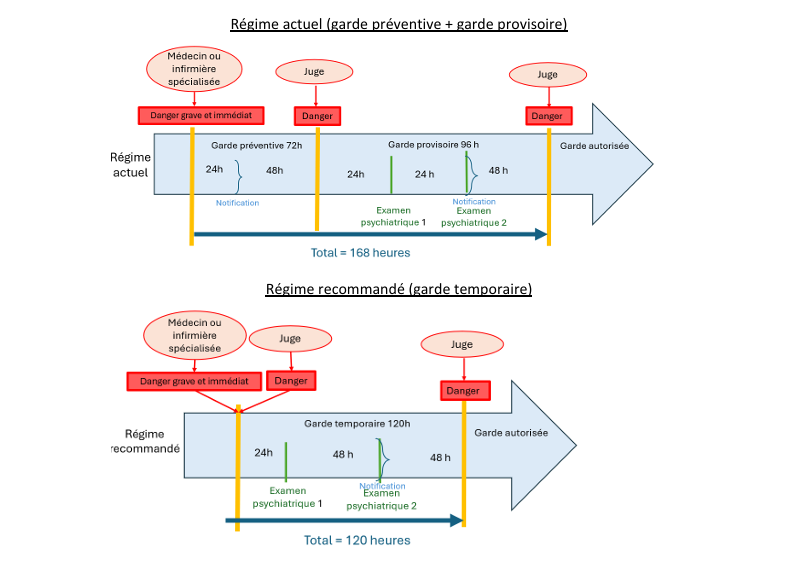 Régime actuel (garde préventive + garde provisoire)
Médecin ou
infirmière
spécialisée
Juge
Juge
Danger grave et immédiat
Danger
Danger
Régime
actuel
Garde préventive 72h
Garde provisoire 96 h
Garde autorisée
24h
48h
24h
24 h
48 h
Notification
Notification
Examen
psychiatrique 1
Examen
psychiatrique 2
Total = 168 heures
Régime recommandé (garde temporaire)
Médecin ou
infirmière
spécialisée
Juge
Juge
Danger grave et immédiat
Danger
Danger
Régime
recommandé
Garde temporaire 120h
Garde autorisée
24h
48 h
48 h
Notification
Examen
psychiatrique 1
Examen
psychiatrique 2
Total = 120 heures